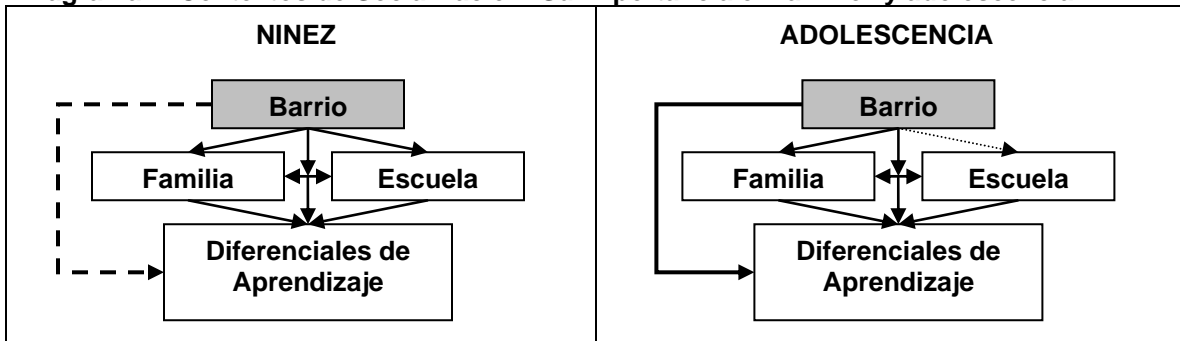 NINEZ
Barrio
Familia
Escuela
Diferenciales de
Aprendizaje
ADOLESCENCIA
Barrio
Familia
Escuela
Diferenciales de
Aprendizaje